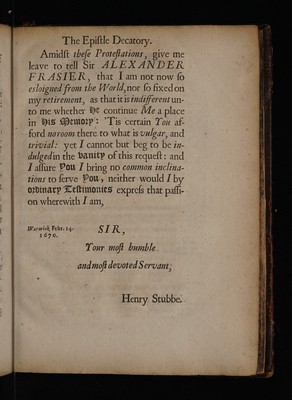 The Epiſtle Decatory.
Amidſt theſe Proteſtations, give me
leave to tell Sir ALEXANDER
FRASIER, that I am not now ſo
esloigned from the World, nor ſo fixed on
my retirement, as that it is indifferent un-
to me whether He continue Me a place
in His Memory: 'Tis certain You af-
ford no room there to what is vulgar, and
trivial: yet I cannot but beg to be in-
dulged in the vanity of this requeſt: and
I aſſure You I bring no common inclina-
tions to ſerve You, neither would I by
ordinary Teſtimonies expreſs that paſſi-
on wherewith I am,
Warwick Febr. 14.
1670.
SIR,
Your moſt humble
and moſt devoted Servant,
Henry Stubbe.